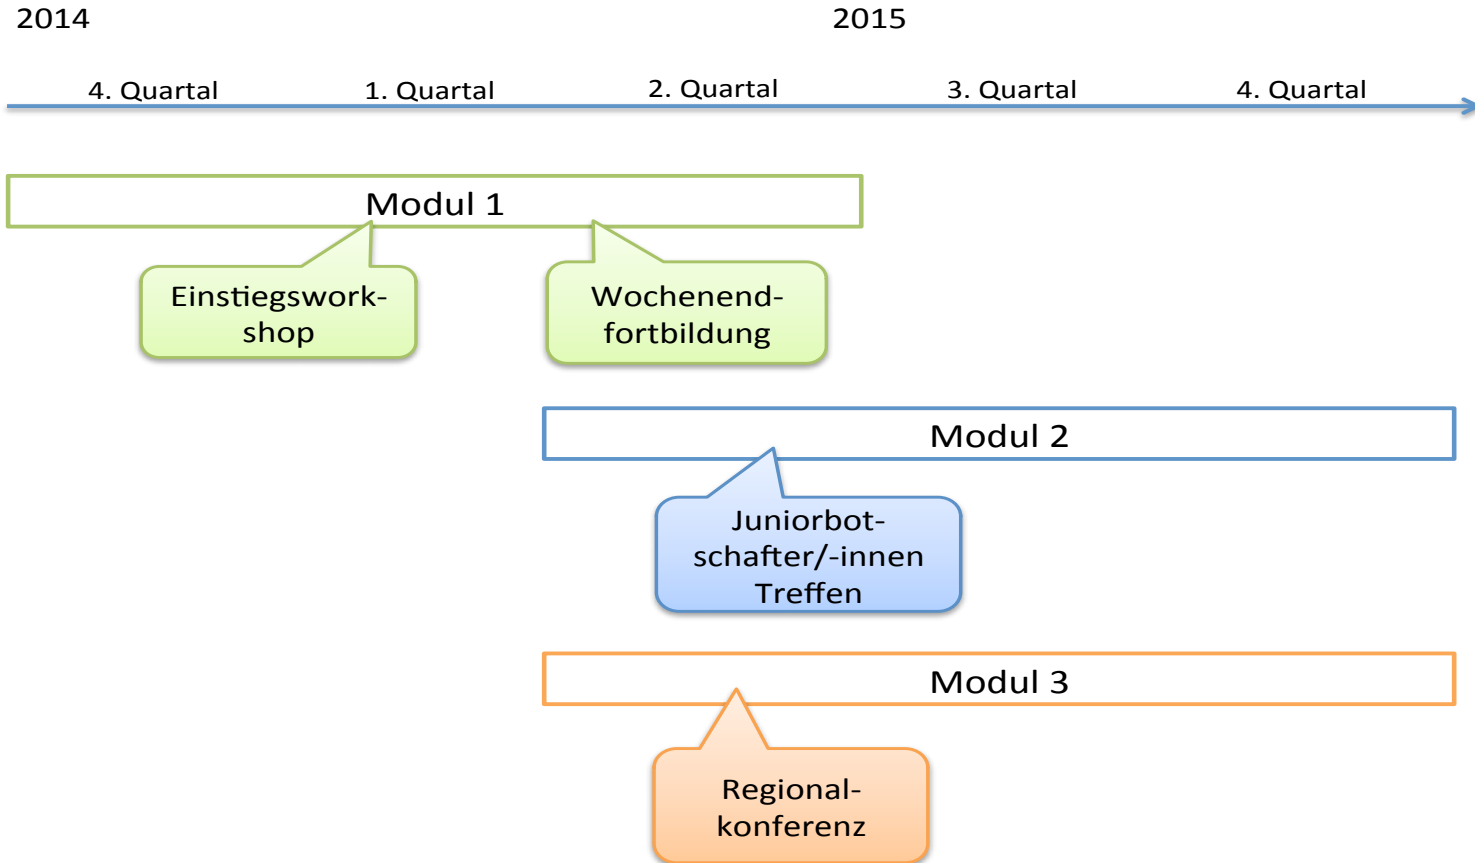 2014 2015
4. Quartal 1. Quartal 2. Quartal 3. Quartal 4. Quartal
Modul 1
Einstiegswork-
shop
Wochenend-
fortbildung
Modul 2
Juniorbot-
schafter/-innen
Treffen
Modul 3
Regional-
konferenz